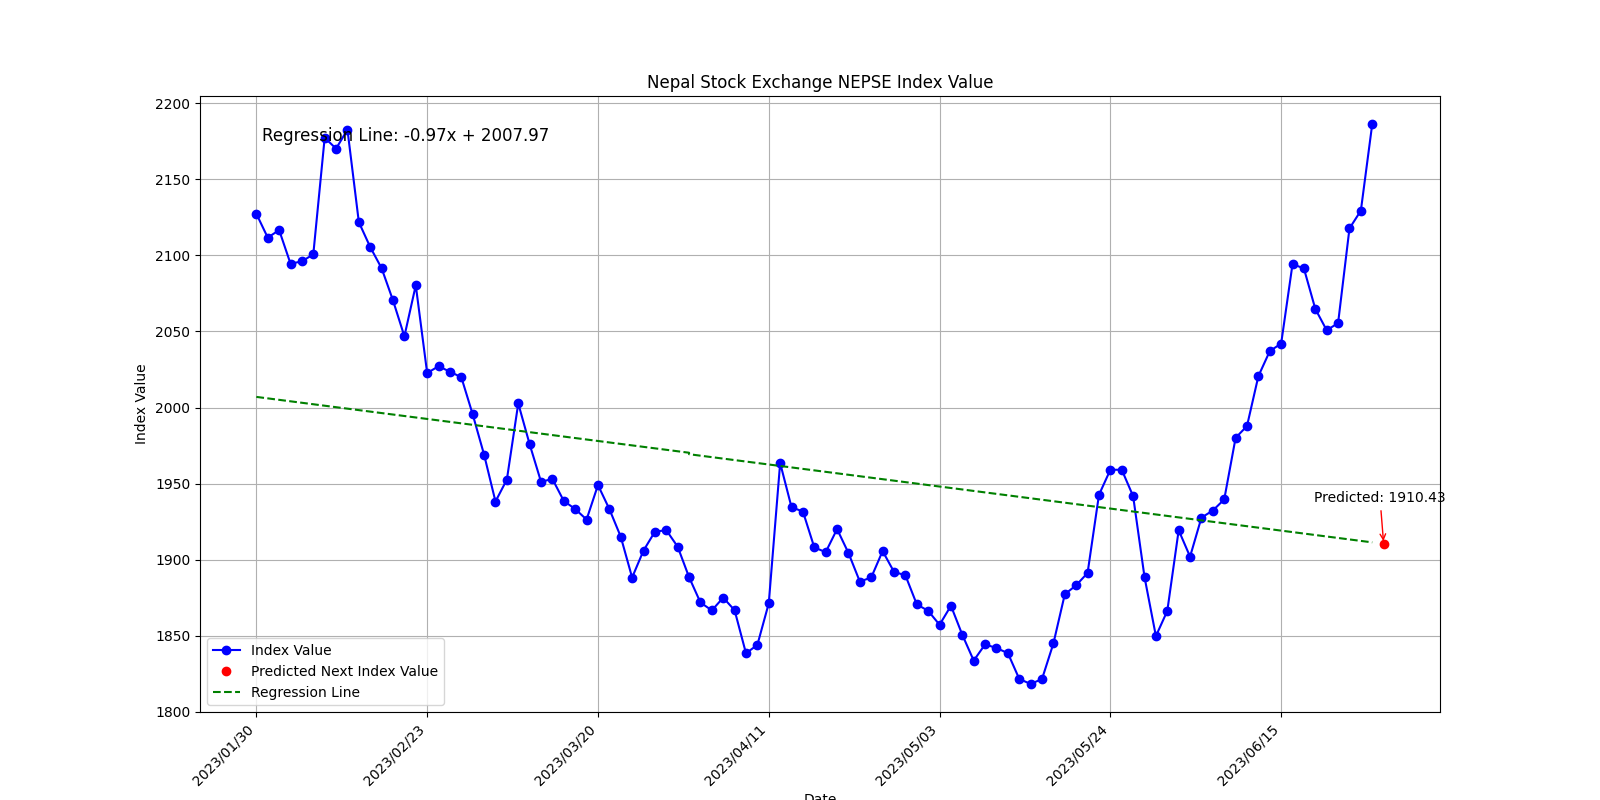 Nepal Stock Exchange NEPSE Index Value
2200
2150
2100
2050
2000
1950
1900
1850
1800
Index Value
Regression Line: -0.97x + 2007.97
Predicted: 1910.43
Index Value
Predicted Next Index Value
Regression Line
2023/01/30
2023/02/23
2023/03/20
2023/04/11
2023/05/03
2023/05/24
2023/06/15
Date